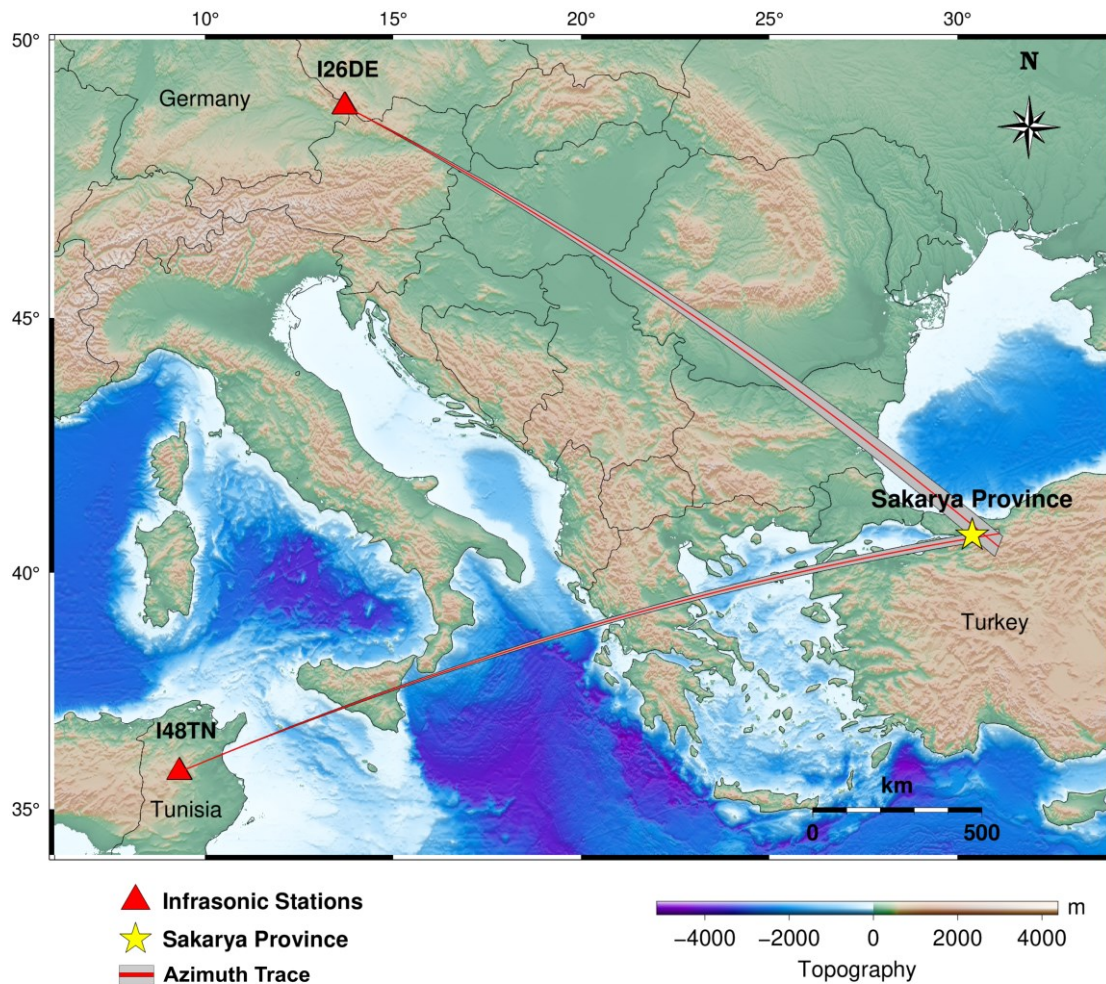 10° 15° 20° 25° 30°
50°
N
I26DE
Germany
45°
Sakarya Province
40°
Turkey
I48TN
km
35°
Tunisia
0 500
Infrasonic Stations
Sakarya Province
Azimuth Trace
m
−4000 −2000 0 2000 4000
Topography